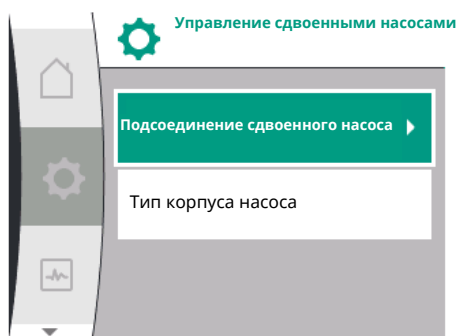 Управление сдвоенными насосами
Подсоединение сдвоенного насоса
Тип корпуса насоса